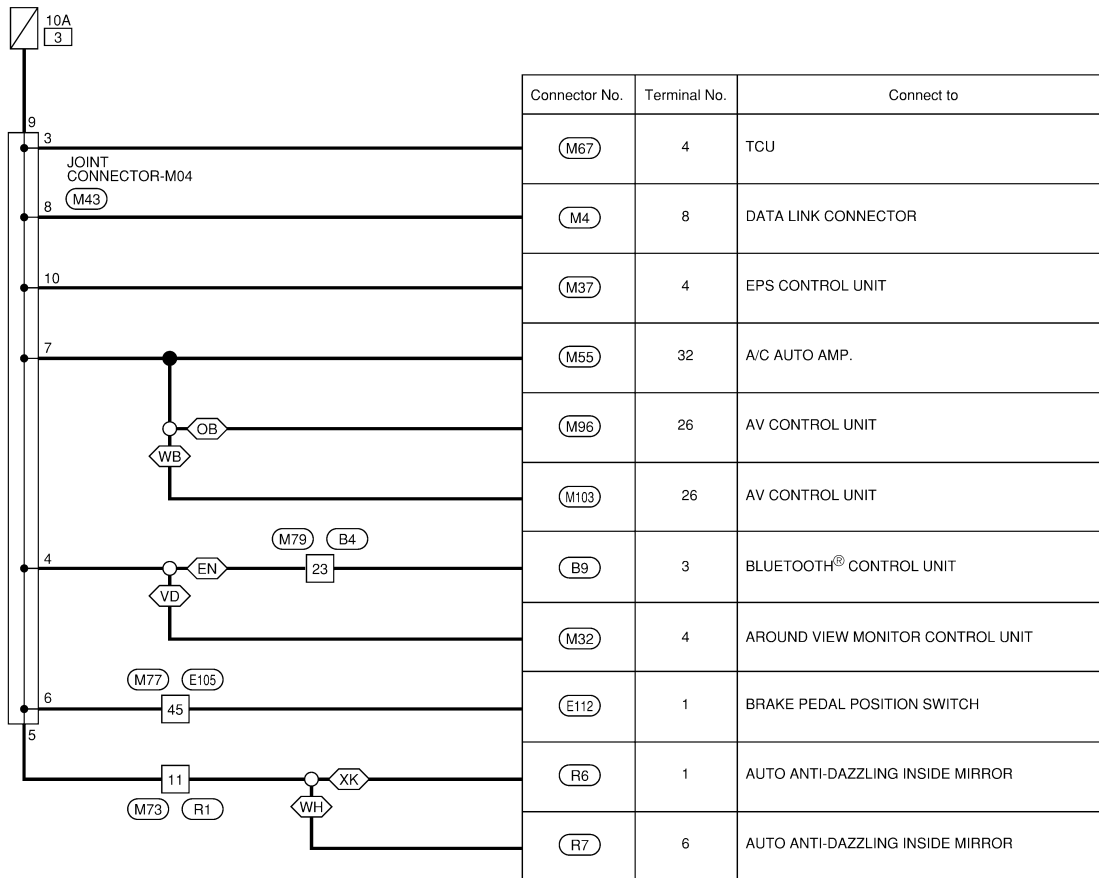 10A
3
Connector No. Terminal No. Connect to
9
3
JOINT
CONNECTOR-M04
M43
M67 4 TCU
8
M4 8 DATA LINK CONNECTOR
10
M37 4 EPS CONTROL UNIT
7
M55 32 A/C AUTO AMP.
OB
M96 26 AV CONTROL UNIT
WB
M103 26 AV CONTROL UNIT
M79 B4
4
EN 23
B9 3 BLUETOOTH® CONTROL UNIT
VD
M32 4 AROUND VIEW MONITOR CONTROL UNIT
M77 E105
6
45
E112 1 BRAKE PEDAL POSITION SWITCH
5
11 XK
R6 1 AUTO ANTI-DAZZLING INSIDE MIRROR
M73 R1
WH
R7 6 AUTO ANTI-DAZZLING INSIDE MIRROR